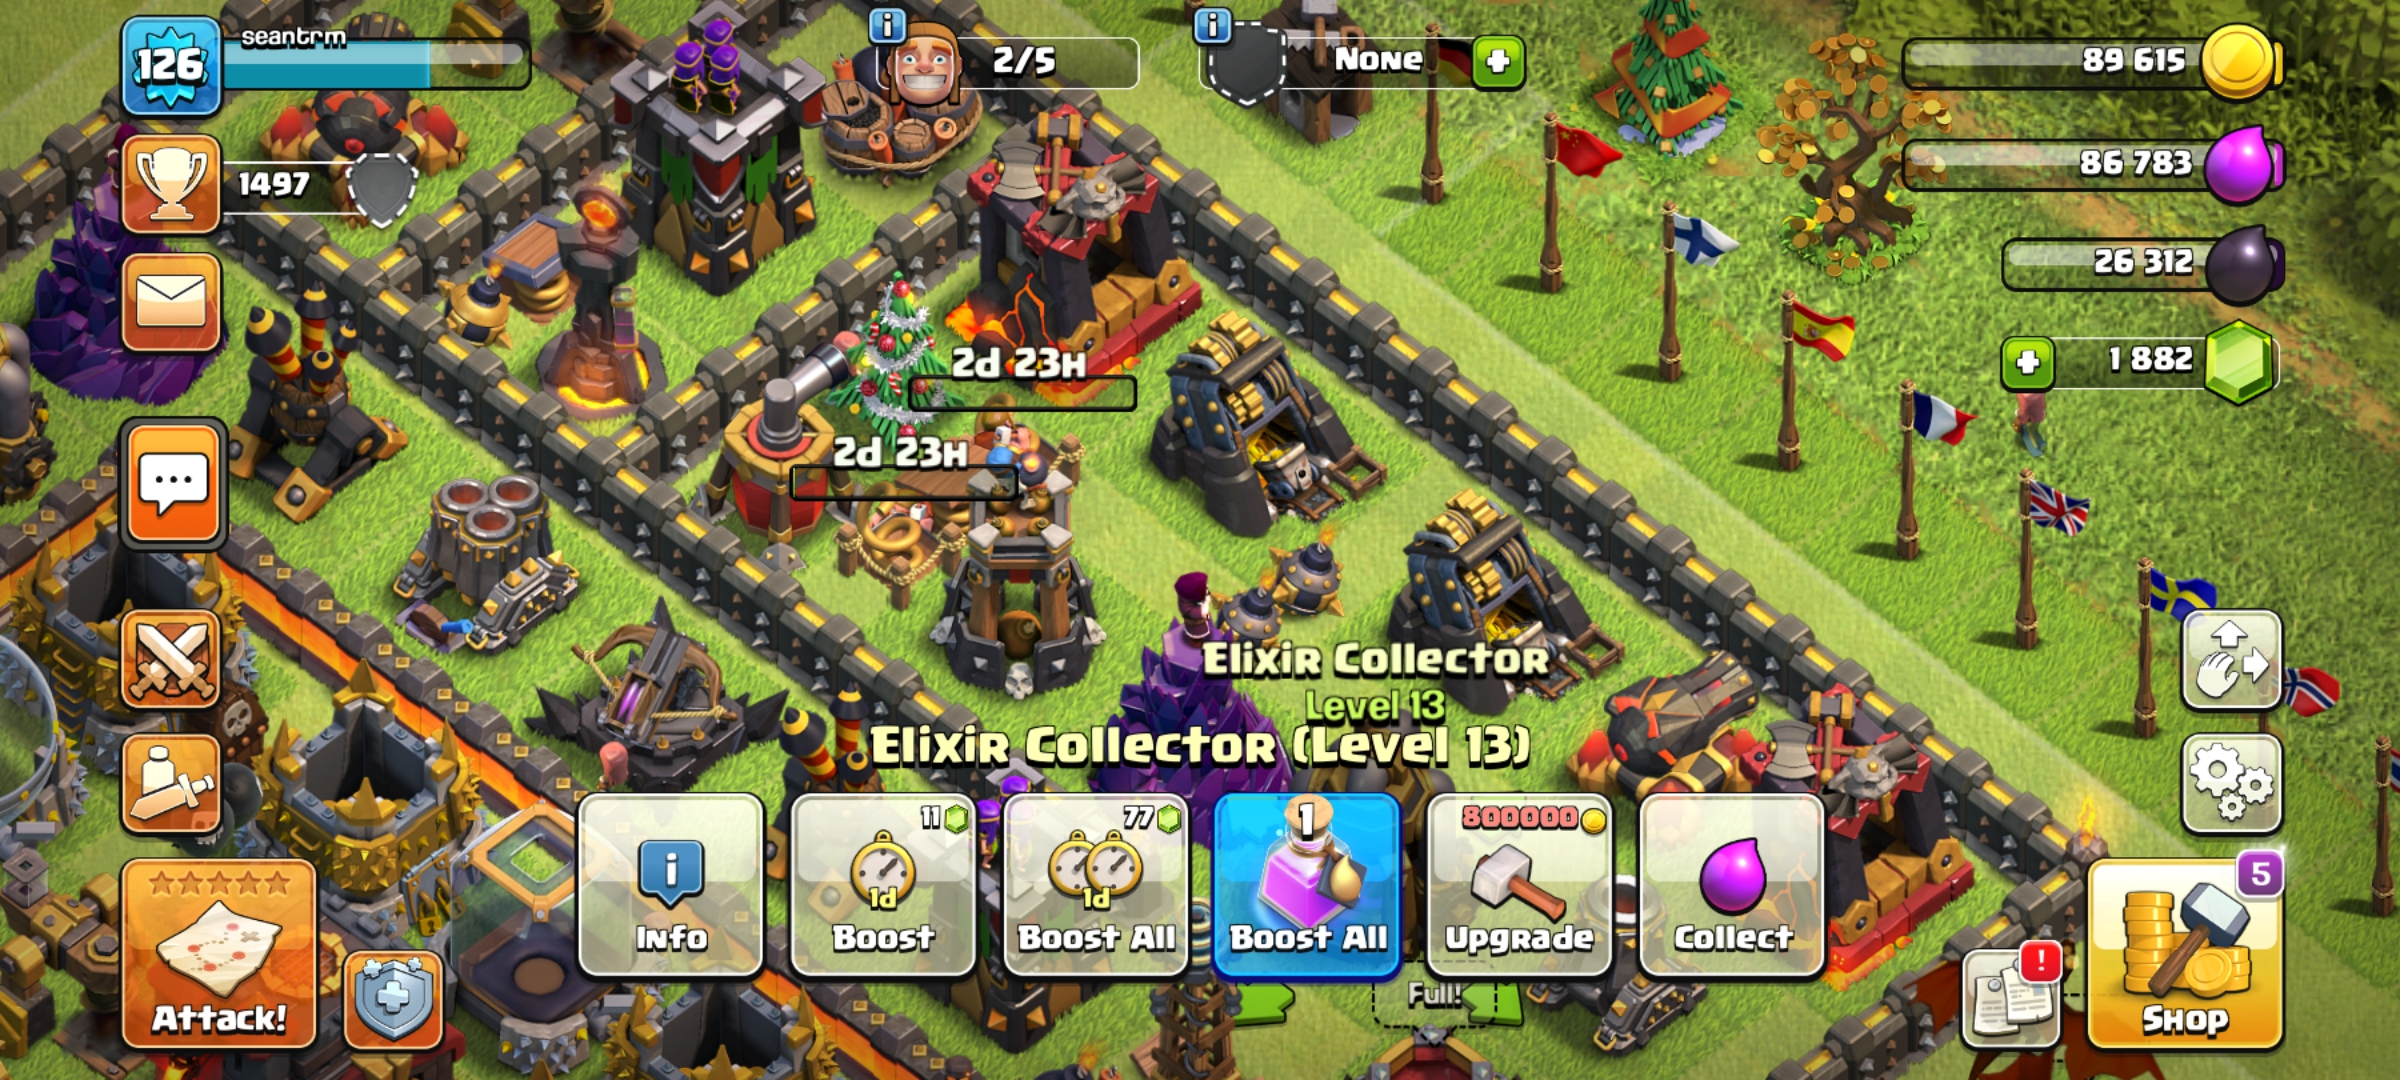 126
seantrm
2/5
None
89 615
1497
86 783
26 312
1 882
2d 23H
2d 23H
Elixir Collector
Level 13
Elixir Collector (Level 13)
11
77
1
800000
1d
1d
Info
Boost
Boost All
Boost All
Upgrade
Collect
5
!
Full!
Attack!
Shop